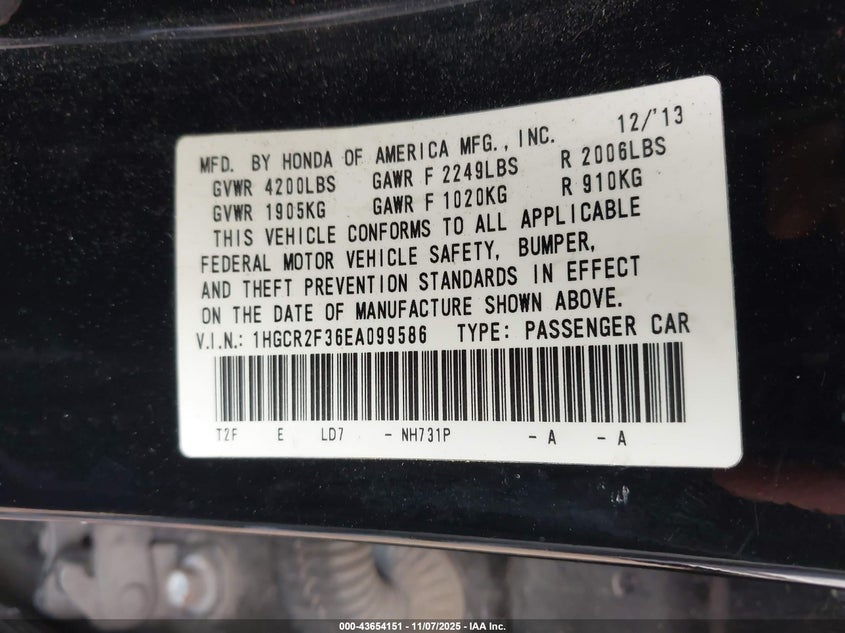 MFD. BY HONDA OF AMERICA MFG., INC. 12/'13
GVWR 4200LBS GAWR F 2249LBS R 2006LBS
GVWR 1905KG GAWR F 1020KG R 910KG
THIS VEHICLE CONFORMS TO ALL APPLICABLE
FEDERAL MOTOR VEHICLE SAFETY, BUMPER,
AND THEFT PREVENTION STANDARDS IN EFFECT
ON THE DATE OF MANUFACTURE SHOWN ABOVE.
V.I.N.: 1HGCR2F36EA099586 TYPE: PASSENGER CAR
T2F E LD7 - NH731P - A - A
000-43654151 - 11/07/2025 - IAA Inc.